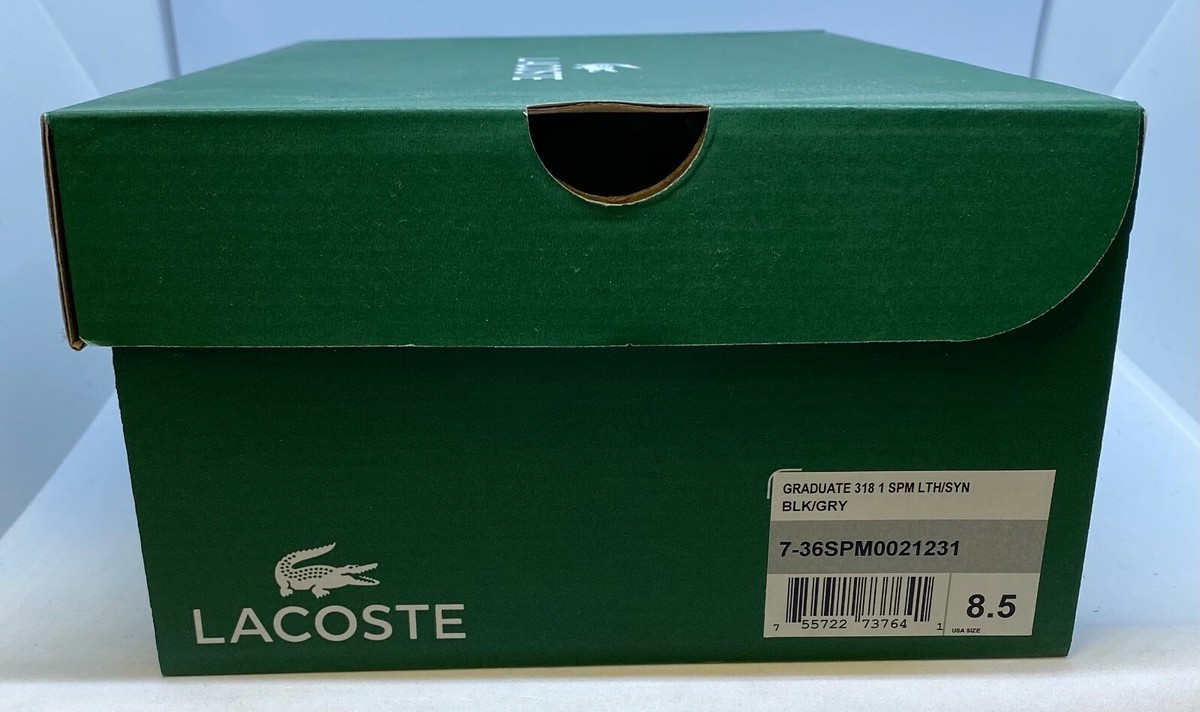 LACOSTE
LACOSTE
GRADUATE 318 1 SPM LTH/SYN
BLK/GRY
7-36SPM0021231
7 55722 73764 1
8.5
USA SIZE